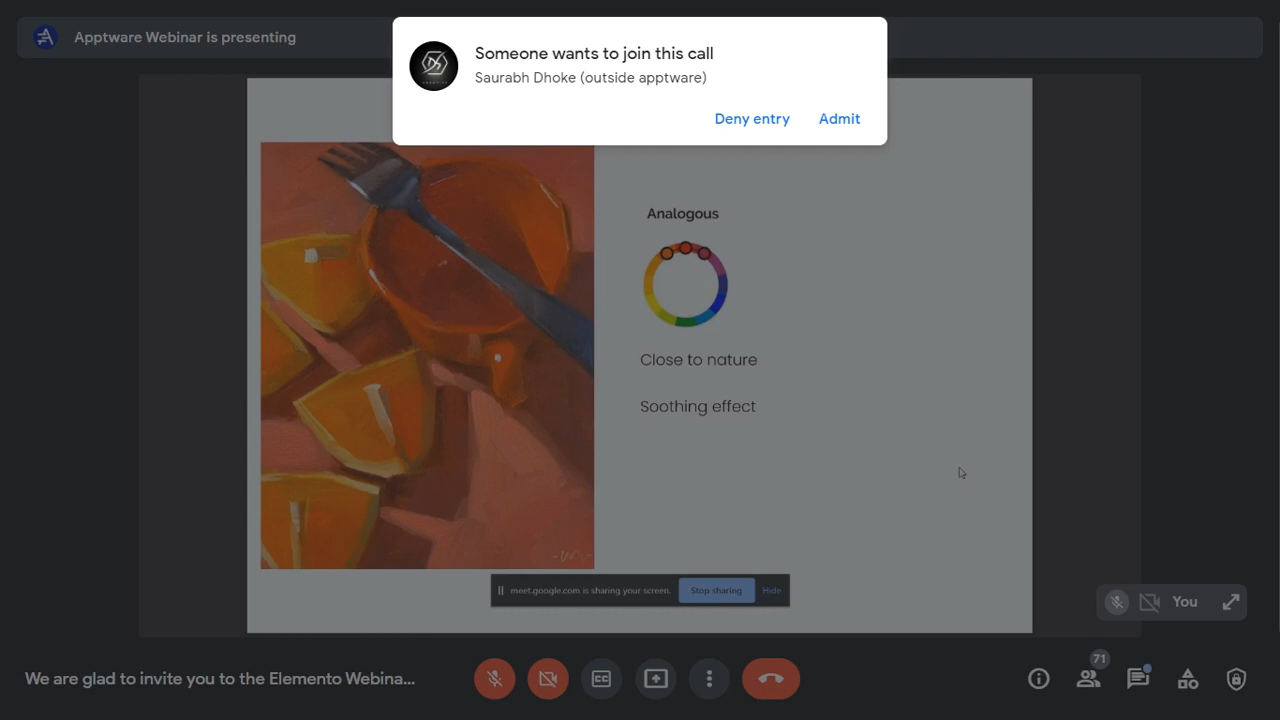 Apptware Webinar is presenting
Someone wants to join this call
Saurabh Dhoke (outside apptware)
Deny entry
Admit
Analogous
Close to nature
Soothing effect
meet.google.com is sharing your screen.
Stop sharing
Hide
You
We are glad to invite you to the Elemento Webina...
CC
71